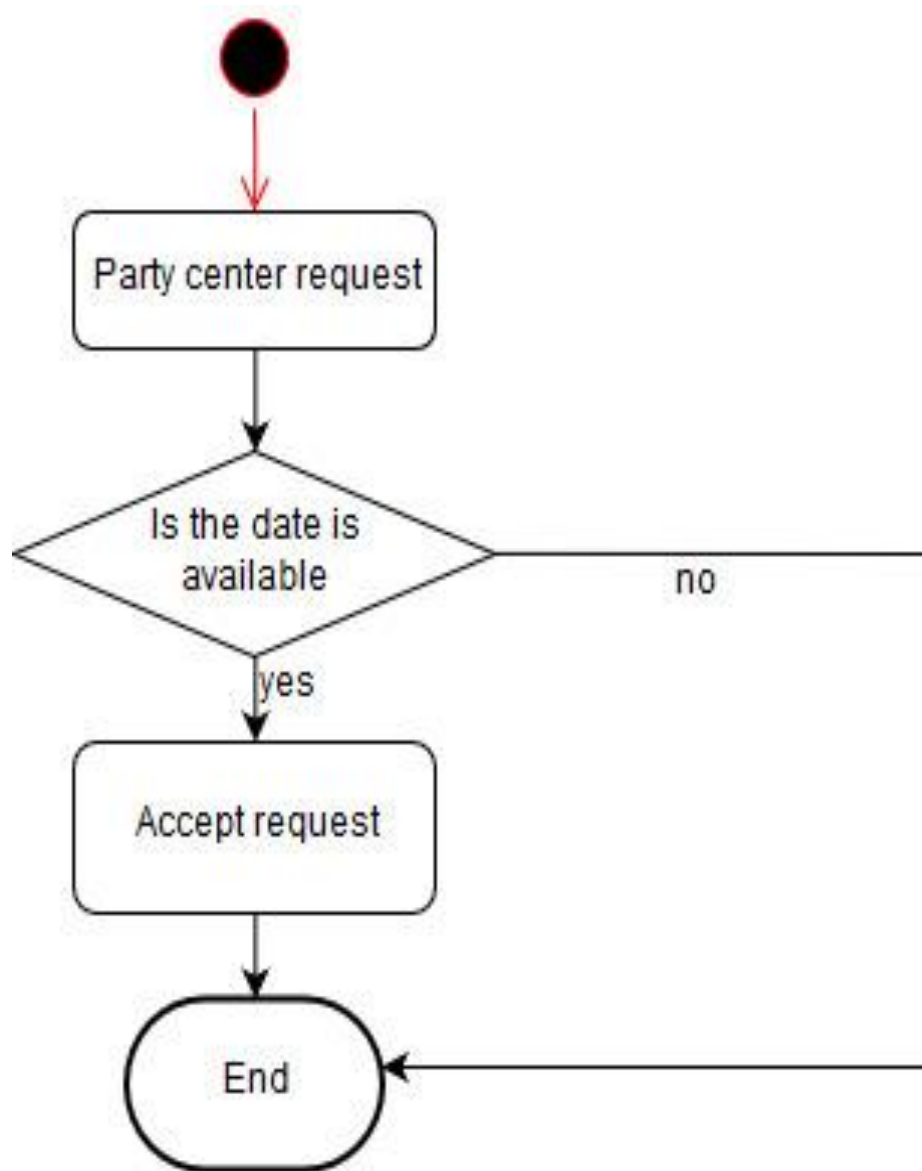 Party center request
Is the date is
available
no
yes
Accept request
End